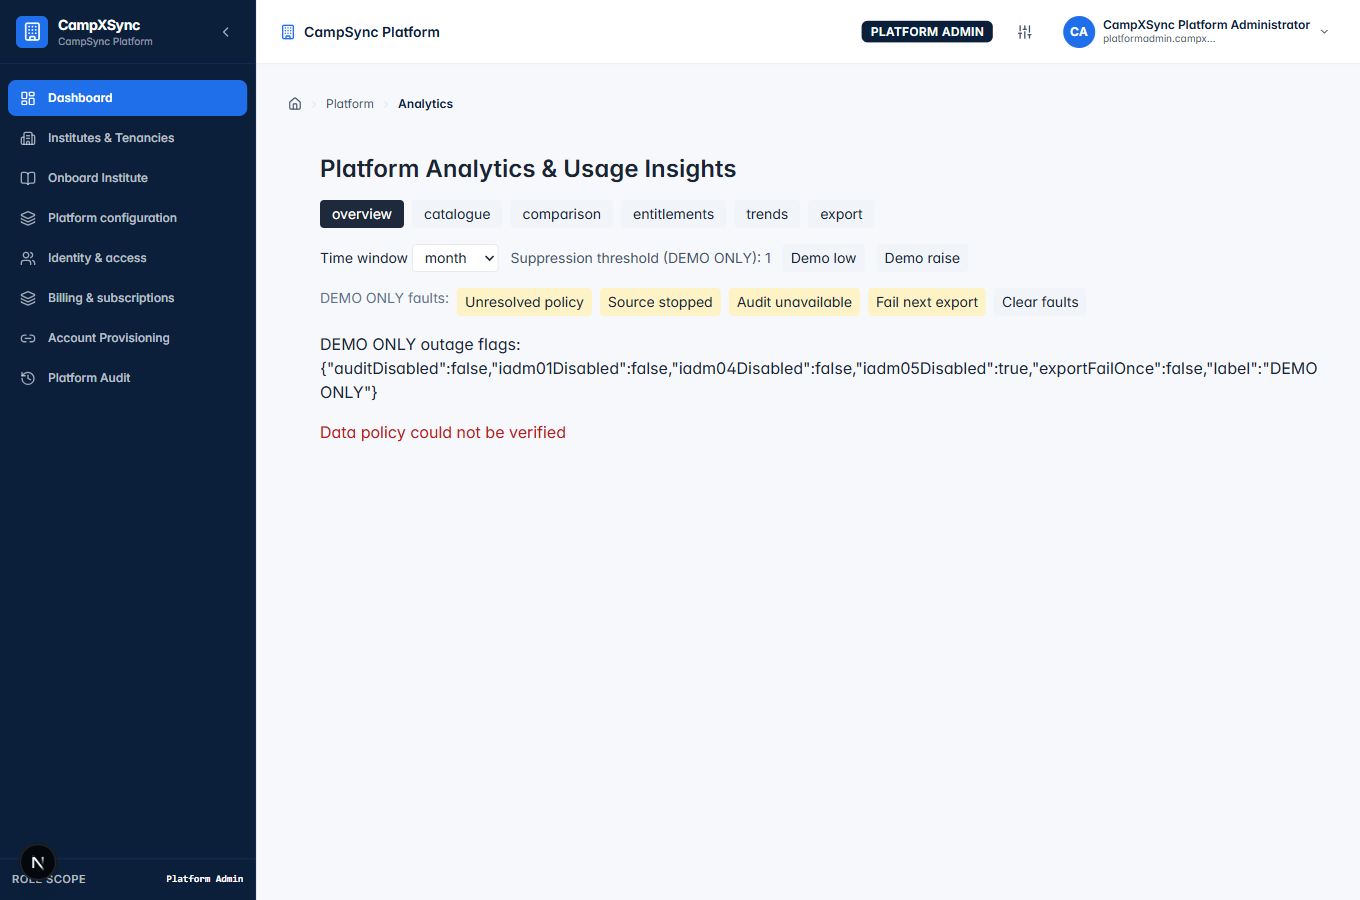 CampXSync
CampSync Platform
CampSync Platform
PLATFORM ADMIN
CA
CampXSync Platform Administrator
platformadmin.campx...
Dashboard
Institutes & Tenancies
Onboard Institute
Platform configuration
Identity & access
Billing & subscriptions
Account Provisioning
Platform Audit
Platform
Analytics
Platform Analytics & Usage Insights
overview
catalogue
comparison
entitlements
trends
export
Time window
month
Suppression threshold (DEMO ONLY): 1
Demo low
Demo raise
DEMO ONLY faults:
Unresolved policy
Source stopped
Audit unavailable
Fail next export
Clear faults
DEMO ONLY outage flags:
{"auditDisabled":false,"iadm01Disabled":false,"iadm04Disabled":false,"iadm05Disabled":true,"exportFailOnce":false,"label":"DEMO
ONLY"}
Data policy could not be verified
N
SCOPE
Platform Admin